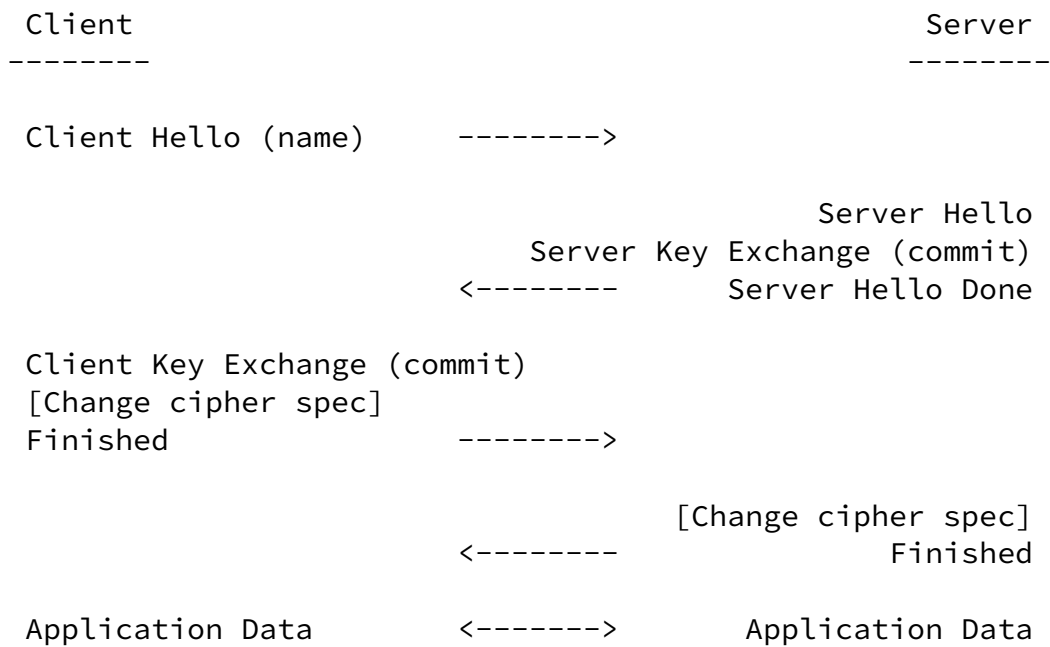 Client Server
-------- --------
Client Hello (name) -------->
Server Hello
Server Key Exchange (commit)
<-------- Server Hello Done
Client Key Exchange (commit)
[Change cipher spec]
Finished -------->
[Change cipher spec]
<-------- Finished
Application Data <-------> Application Data